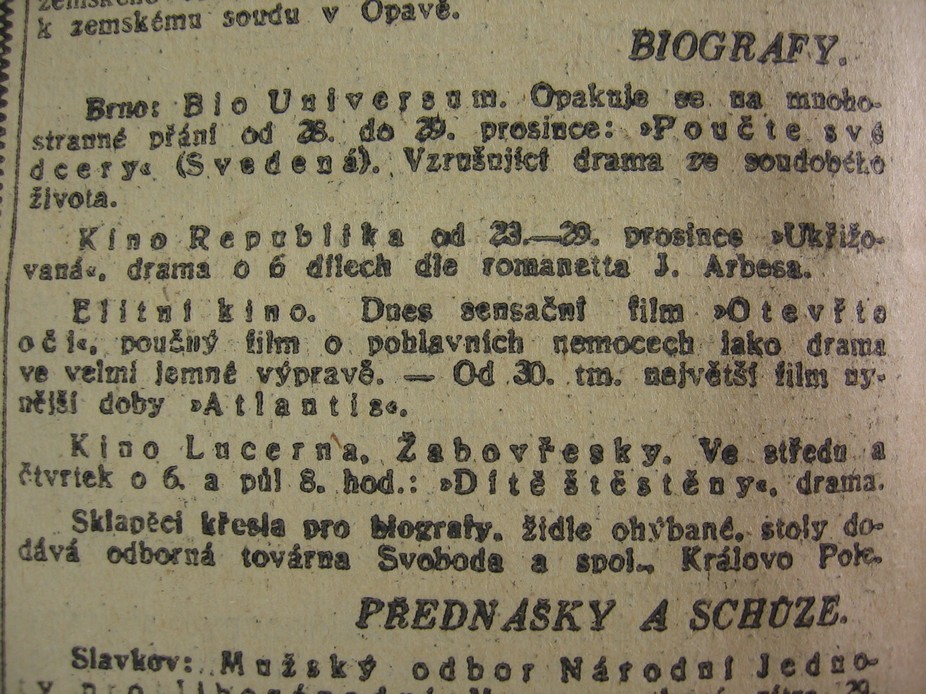 zemského
k zemskému soudu v Opavě.
BIOGRAFY.
Brno: Bio Universum. Opakuje se na mnoho-
stranné přání od 28. do 29. prosince: »Poučte své
dcery« (Svedená). Vzrušující drama ze soudobého
života.
Kino Republika od 23.—29. prosince »Ukřižo-
vaná«, drama o 6 dílech dle romanetta J. Arbesa.
Elitní kino. Dnes sensační film »Otevřte
oči«, poučný film o pohlavních nemocech jako drama
ve velmi jemné výpravě. — Od 30. tm. největší film ny-
nější doby »Atlantis«.
Kino Lucerna, Žabovřesky. Ve středu a
čtvrtek o 6. a půl 8. hod.: »Dítě štěstěny«, drama.
Sklápěcí křesla pro biografy, židle ohýbané, stoly do-
dává odborná továrna Svoboda a spol., Královo Pole.
PŘEDNÁŠKY A SCHŮZE.
Slavkov: Mužský odbor Národní Jedno-